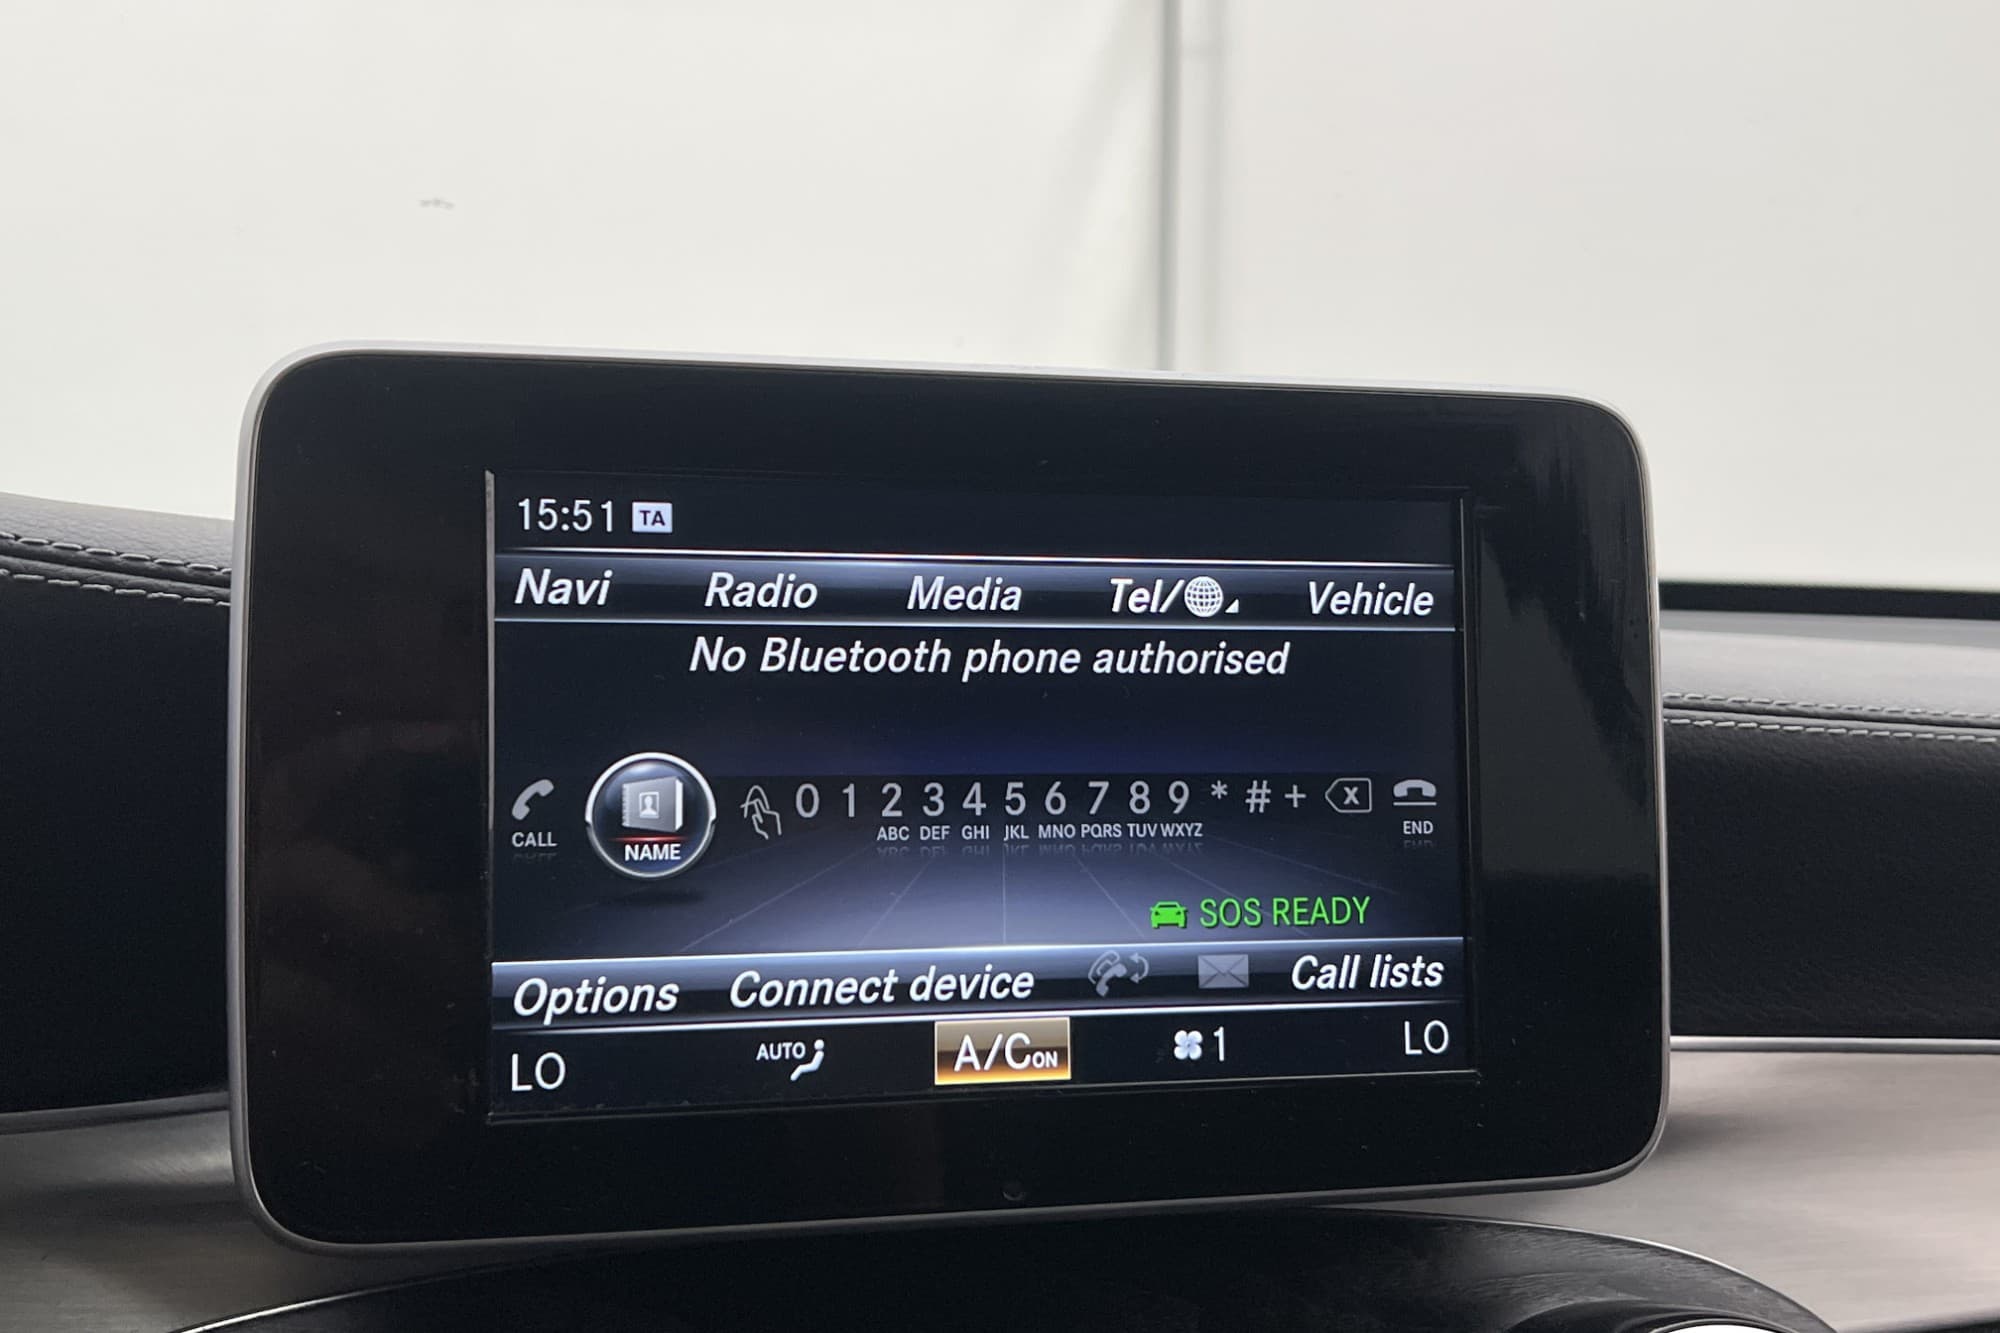 15:51 TA
Navi Radio Media Tel/ Vehicle
No Bluetooth phone authorised
0 1 2 3 4 5 6 7 8 9 * # + X
ABC DEF GHI JKL MNO PQRS TUV WXYZ
CALL NAME END
SOS READY
Options Connect device Call lists
LO AUTO A/C ON 1 LO